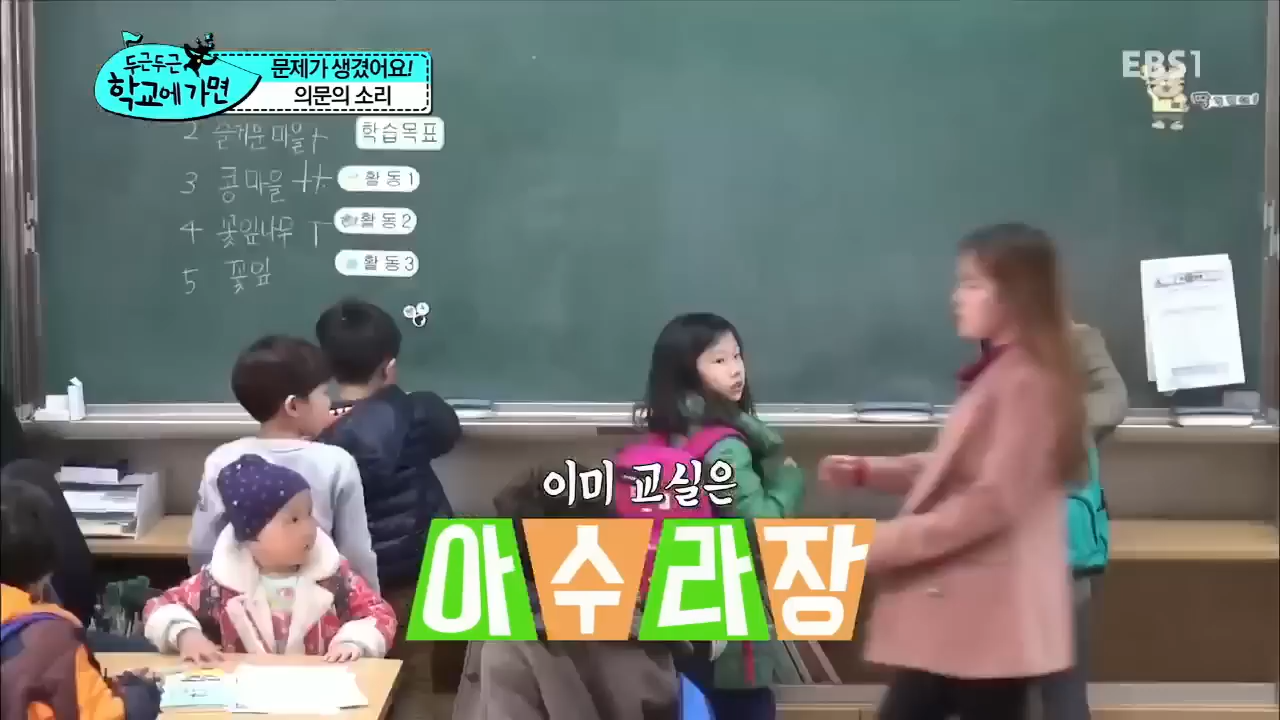 두근두근
학교에 가면
문제가 생겼어요!
의문의 소리
EBS1
2 슬기운마을
학습목표
3 콩마을
활동1
4 꽃잎나무
활동2
활동3
5 꽃잎
이미 교실은
아수라장